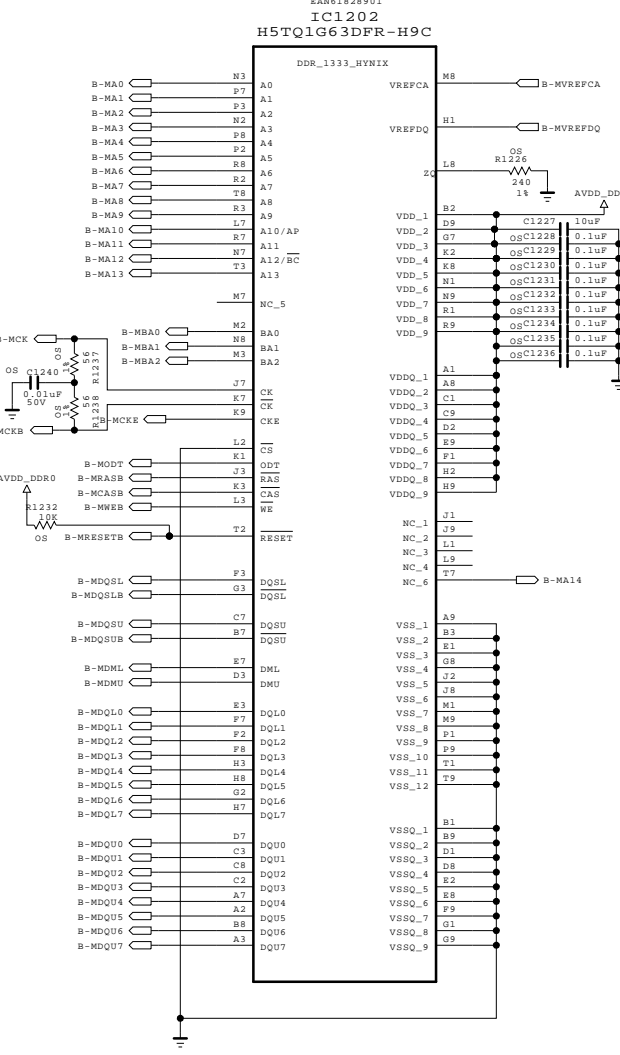 EAN61828901
IC1202
H5TQ1G63DFR-H9C
DDR_1333_HYNIX
B-MA0 N3 A0
B-MA1 P7 A1
B-MA2 P3 A2
B-MA3 N2 A3
B-MA4 P8 A4
B-MA5 P2 A5
B-MA6 R8 A6
B-MA7 R2 A7
B-MA8 T8 A8
B-MA9 R3 A9
B-MA10 L7 A10/AP
B-MA11 R7 A11
B-MA12 N7 A12/BC
B-MA13 T3 A13
M7 NC_5
B-MBA0 M2 BA0
B-MBA1 N8 BA1
B-MBA2 M3 BA2
-MCK
OS 1% 56 R1237
OS C1240
0.01uF
50V
OS 1% 56 R1238
MCKB
J7 CK
K7 CK
B-MCKE K9 CKE
L2 CS
B-MODT K1 ODT
B-MRASB J3 RAS
B-MCASB K3 CAS
B-MWEB L3 WE
AVDD_DDR0
R1232
10K
OS
B-MRESETB T2 RESET
B-MDQSL F3 DQSL
B-MDQSLB G3 DQSL
B-MDQSU C7 DQSU
B-MDQSUB B7 DQSU
B-MDML E7 DML
B-MDMU D3 DMU
B-MDQL0 E3 DQL0
B-MDQL1 F7 DQL1
B-MDQL2 F2 DQL2
B-MDQL3 F8 DQL3
B-MDQL4 H3 DQL4
B-MDQL5 H8 DQL5
B-MDQL6 G2 DQL6
B-MDQL7 H7 DQL7
B-MDQU0 D7 DQU0
B-MDQU1 C3 DQU1
B-MDQU2 C8 DQU2
B-MDQU3 C2 DQU3
B-MDQU4 A7 DQU4
B-MDQU5 A2 DQU5
B-MDQU6 B8 DQU6
B-MDQU7 A3 DQU7
VREFCA M8 B-MVREFCA
VREFDQ H1 B-MVREFDQ
ZQ L8
OS
R1226
240
1%
AVDD_DD
VDD_1 B2
VDD_2 D9
VDD_3 G7
VDD_4 K2
VDD_5 K8
VDD_6 N1
VDD_7 N9
VDD_8 R1
VDD_9 R9
C1227 10uF
OS C1228 0.1uF
OS C1229 0.1uF
OS C1230 0.1uF
OS C1231 0.1uF
OS C1232 0.1uF
OS C1233 0.1uF
OS C1234 0.1uF
OS C1235 0.1uF
OS C1236 0.1uF
VDDQ_1 A1
VDDQ_2 A8
VDDQ_3 C1
VDDQ_4 C9
VDDQ_5 D2
VDDQ_6 E9
VDDQ_7 F1
VDDQ_8 H2
VDDQ_9 H9
NC_1 J1
NC_2 J9
NC_3 L1
NC_4 L9
NC_6 T7 B-MA14
VSS_1 A9
VSS_2 B3
VSS_3 E1
VSS_4 G8
VSS_5 J2
VSS_6 J8
VSS_7 M1
VSS_8 M9
VSS_9 P1
VSS_10 P9
VSS_11 T1
VSS_12 T9
VSSQ_1 B1
VSSQ_2 B9
VSSQ_3 D1
VSSQ_4 D8
VSSQ_5 E2
VSSQ_6 E8
VSSQ_7 F9
VSSQ_8 G1
VSSQ_9 G9